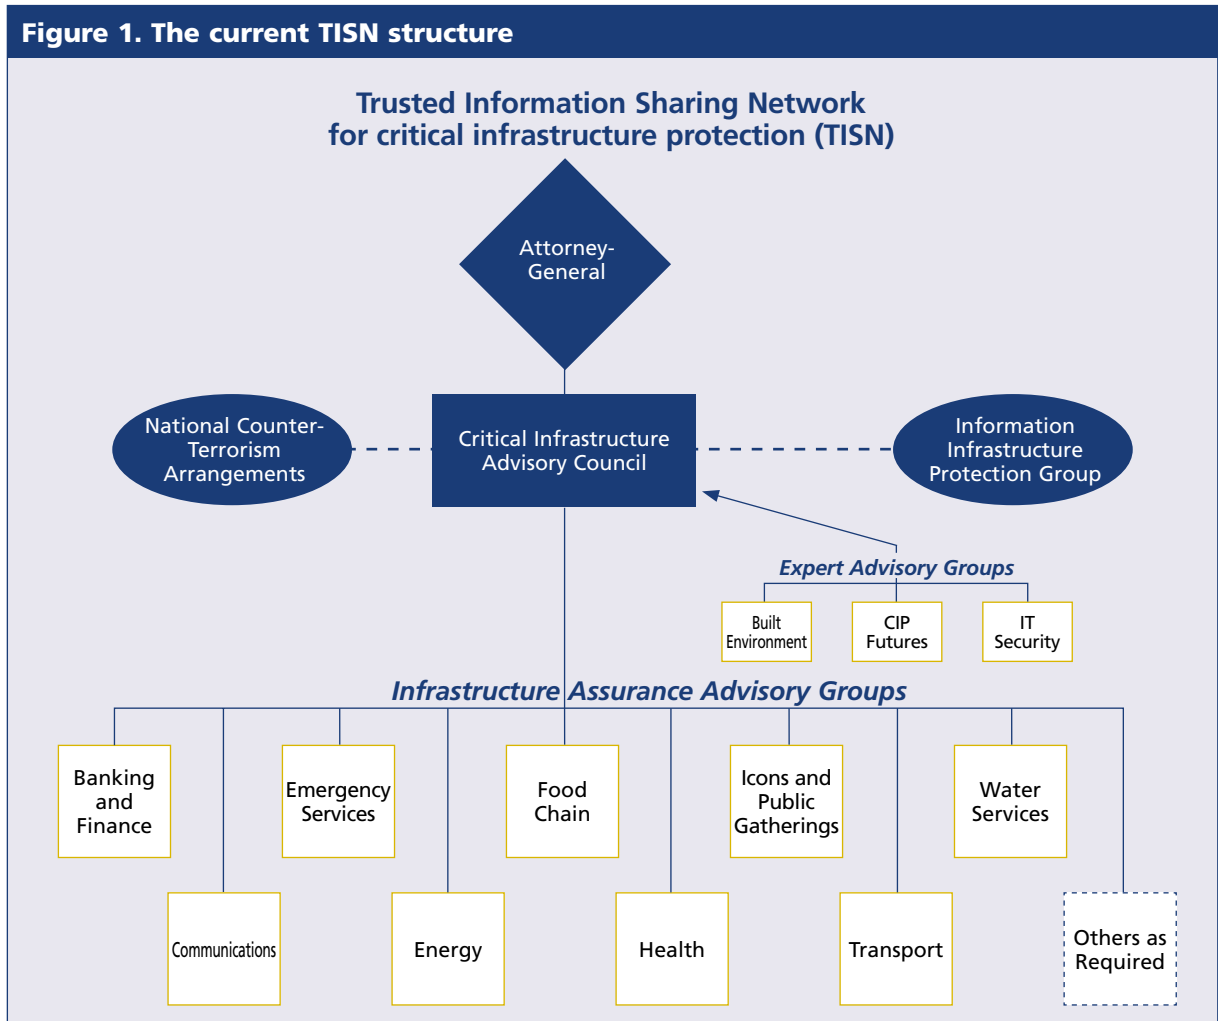 Figure 1. The current TISN structure
Trusted Information Sharing Network
for critical infrastructure protection (TISN)
Attorney-
General
National Counter-
Terrorism
Arrangements
Critical Infrastructure
Advisory Council
Information
Infrastructure
Protection Group
Expert Advisory Groups
Built
Environment
CIP
Futures
IT
Security
Infrastructure Assurance Advisory Groups
Banking
and
Finance
Emergency
Services
Food
Chain
Icons and
Public
Gatherings
Water
Services
Communications
Energy
Health
Transport
Others as
Required